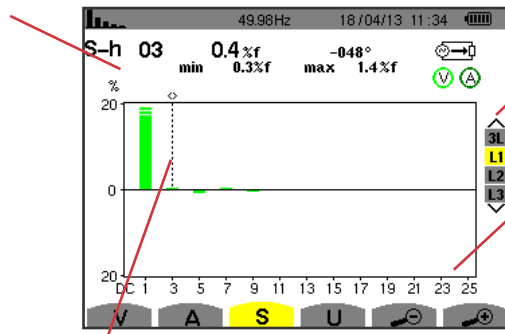 49.98Hz 18/04/13 11:34
S-h 03 0.4 %f -048°
min 0.3%f max 1.4%f
V A
%
20
0
20
3L
L1
L2
L3
DC 1 3 5 7 9 11 13 15 17 19 21 23 25
V A S U